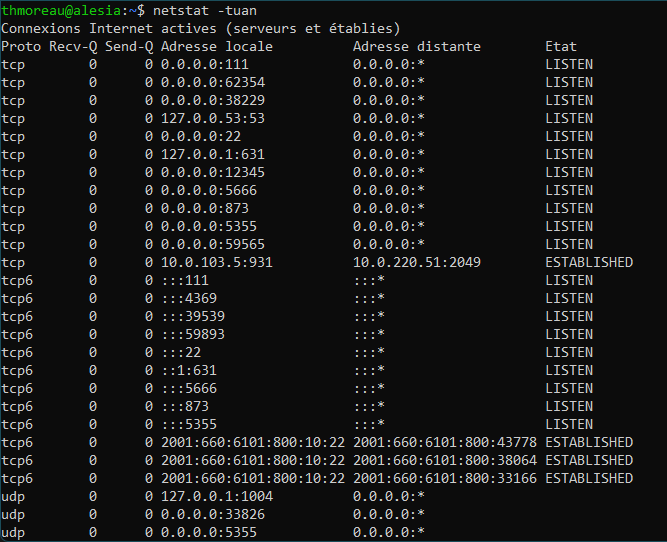 thmoreau@alesia:~$ netstat -tuan
Connexions Internet actives (serveurs et établies)
Proto Recv-Q Send-Q Adresse locale          Adresse distante        Etat
tcp        0      0 0.0.0.0:111             0.0.0.0:*               LISTEN
tcp        0      0 0.0.0.0:62354           0.0.0.0:*               LISTEN
tcp        0      0 0.0.0.0:38229           0.0.0.0:*               LISTEN
tcp        0      0 127.0.0.53:53           0.0.0.0:*               LISTEN
tcp        0      0 0.0.0.0:22              0.0.0.0:*               LISTEN
tcp        0      0 127.0.0.1:631           0.0.0.0:*               LISTEN
tcp        0      0 0.0.0.0:12345           0.0.0.0:*               LISTEN
tcp        0      0 0.0.0.0:5666            0.0.0.0:*               LISTEN
tcp        0      0 0.0.0.0:873             0.0.0.0:*               LISTEN
tcp        0      0 0.0.0.0:5355            0.0.0.0:*               LISTEN
tcp        0      0 0.0.0.0:59565           0.0.0.0:*               LISTEN
tcp        0      0 10.0.103.5:931          10.0.220.51:2049        ESTABLISHED
tcp6       0      0 :::111                  :::*                    LISTEN
tcp6       0      0 :::4369                 :::*                    LISTEN
tcp6       0      0 :::39539                :::*                    LISTEN
tcp6       0      0 :::59893                :::*                    LISTEN
tcp6       0      0 :::22                   :::*                    LISTEN
tcp6       0      0 ::1:631                 :::*                    LISTEN
tcp6       0      0 :::5666                 :::*                    LISTEN
tcp6       0      0 :::873                  :::*                    LISTEN
tcp6       0      0 :::5355                 :::*                    LISTEN
tcp6       0      0 2001:660:6101:800:10:22 2001:660:6101:800:43778 ESTABLISHED
tcp6       0      0 2001:660:6101:800:10:22 2001:660:6101:800:38064 ESTABLISHED
tcp6       0      0 2001:660:6101:800:10:22 2001:660:6101:800:33166 ESTABLISHED
udp        0      0 127.0.0.1:1004          0.0.0.0:*
udp        0      0 0.0.0.0:33826           0.0.0.0:*
udp        0      0 0.0.0.0:5355            0.0.0.0:*